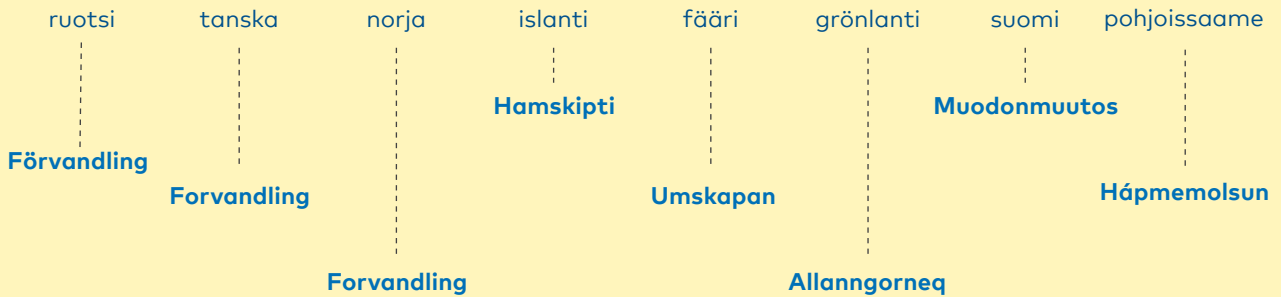 ruotsi tanska norja islanti fääri grönlanti suomi pohjoissaame
Hamskipti Muodonmuutos
Förvandling
Forvandling Umskapan Hápmemolsun
Forvandling Allanngorneq